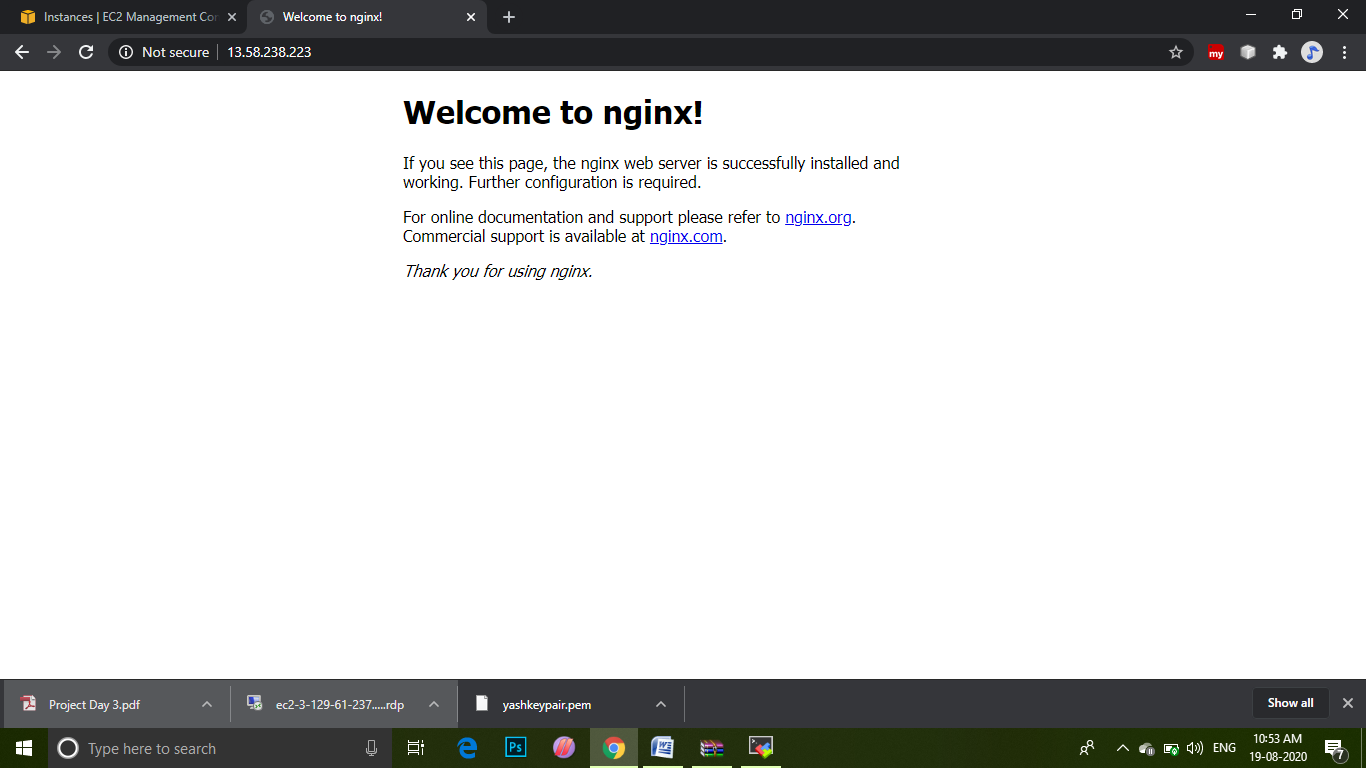 Instances | EC2 Management Con
Welcome to nginx!
Not secure
13.58.238.223
my
Welcome to nginx!
If you see this page, the nginx web server is successfully installed and
working. Further configuration is required.
For online documentation and support please refer to nginx.org.
Commercial support is available at nginx.com.
Thank you for using nginx.
Project Day 3.pdf
ec2-3-129-61-237.....rdp
yashkeypair.pem
Show all
Type here to search
Ps
W
ENG
10:53 AM
19-08-2020
7